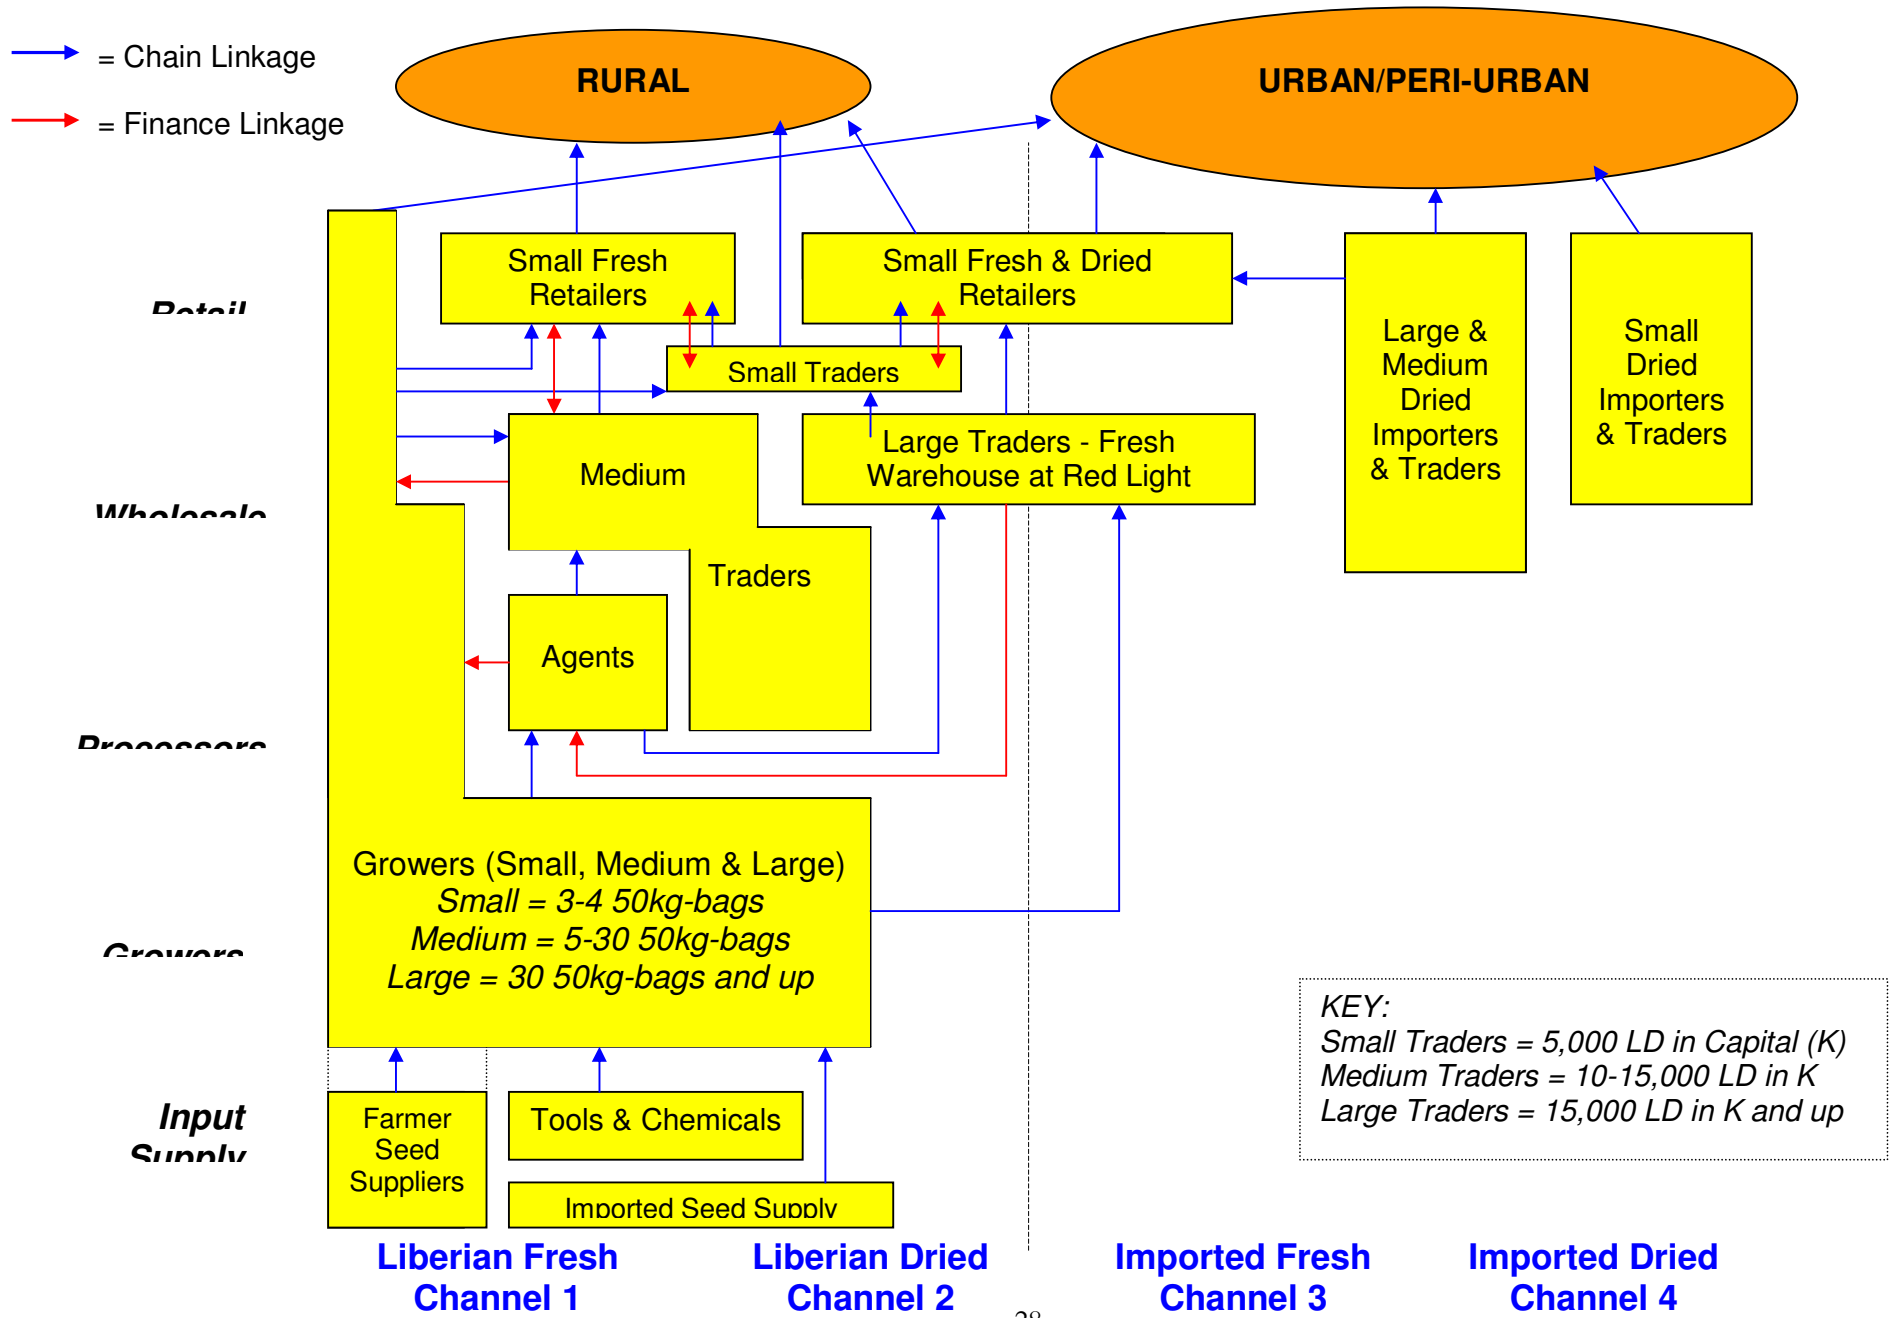 = Chain Linkage
= Finance Linkage
RURAL
URBAN/PERI-URBAN
Retail
Small Fresh
Retailers
Small Fresh & Dried
Retailers
Large &
Medium
Dried
Importers
& Traders
Small
Dried
Importers
& Traders
Small Traders
Wholesale
Medium
Traders
Large Traders - Fresh
Warehouse at Red Light
Agents
Processors
Growers
Growers (Small, Medium & Large)
Small = 3-4 50kg-bags
Medium = 5-30 50kg-bags
Large = 30 50kg-bags and up
KEY:
Small Traders = 5,000 LD in Capital (K)
Medium Traders = 10-15,000 LD in K
Large Traders = 15,000 LD in K and up
Input
Supply
Farmer
Seed
Suppliers
Tools & Chemicals
Imported Seed Supply
Liberian Fresh
Channel 1
Liberian Dried
Channel 2
Imported Fresh
Channel 3
Imported Dried
Channel 4